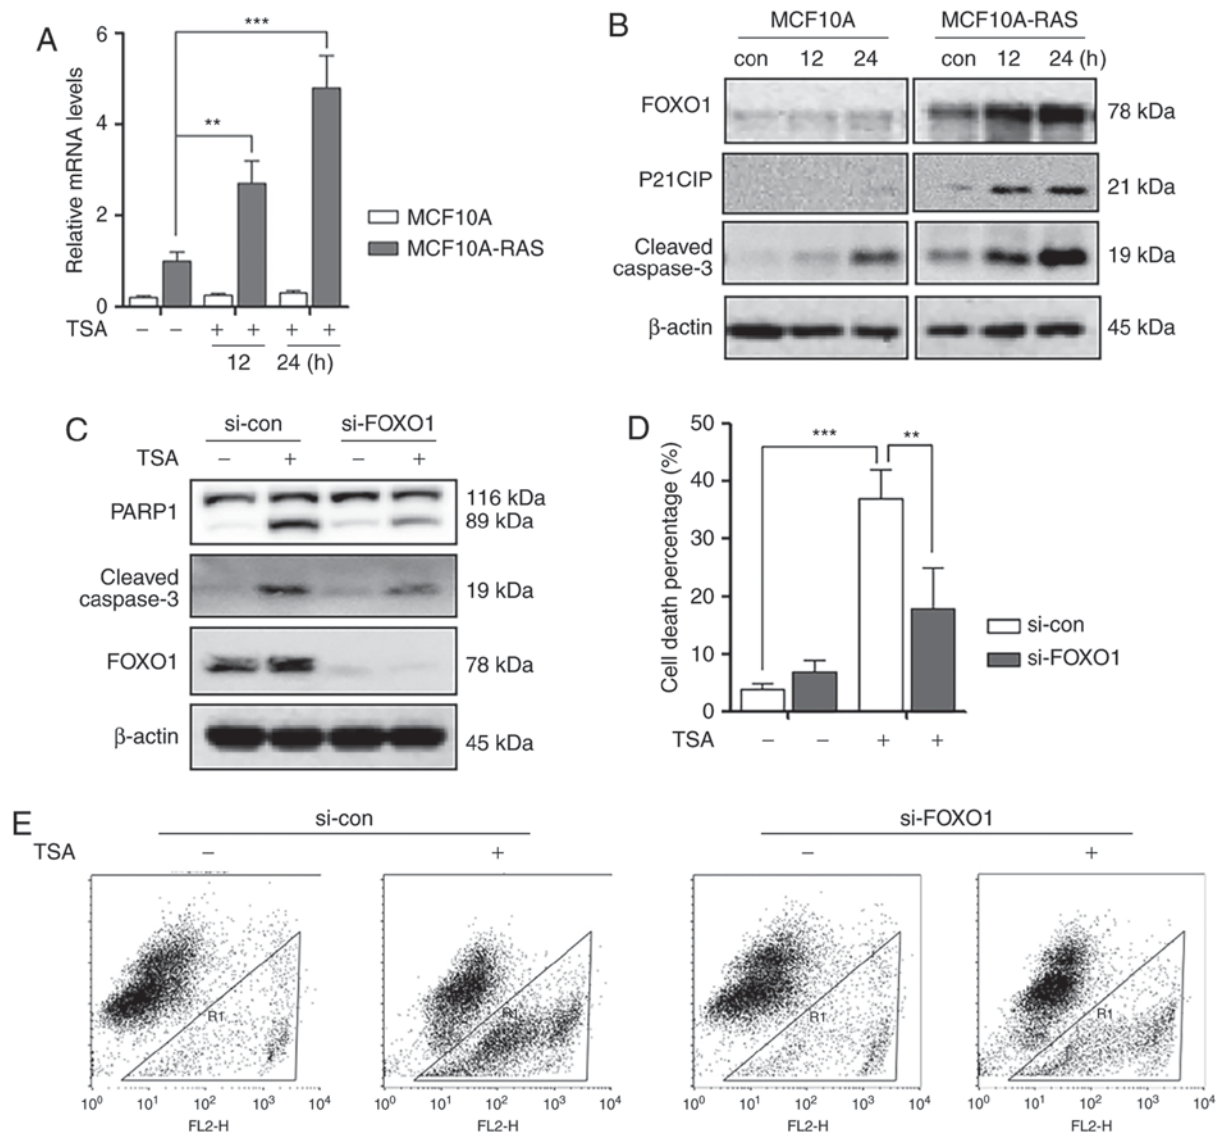 A
6
***
4
**
2
0
Relative mRNA levels
MCF10A
MCF10A-RAS
TSA − − + + + +
12 24 (h)
B
MCF10A MCF10A-RAS
con 12 24 con 12 24 (h)
FOXO1 78 kDa
P21CIP 21 kDa
Cleaved
caspase-3 19 kDa
β-actin 45 kDa
C
si-con si-FOXO1
TSA − + − +
PARP1 116 kDa
89 kDa
Cleaved
caspase-3 19 kDa
FOXO1 78 kDa
β-actin 45 kDa
D
50
*** **
40
30
20
10
0
Cell death percentage (%)
si-con
si-FOXO1
TSA − − + +
E
si-con si-FOXO1
TSA − + − +
R1 R1 R1 R1
10⁰ 10¹ 10² 10³ 10⁴ 10⁰ 10¹ 10² 10³ 10⁴ 10⁰ 10¹ 10² 10³ 10⁴ 10⁰ 10¹ 10² 10³ 10⁴
FL2-H FL2-H FL2-H FL2-H